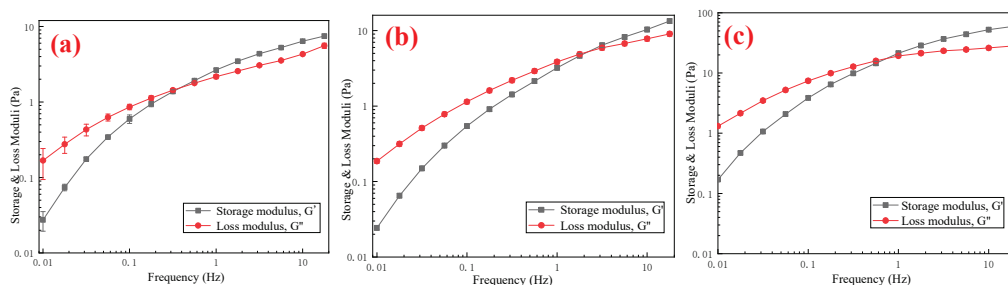 (a)
10
1
0.1
0.01
Storage & Loss Moduli (Pa)
Storage modulus, G'
Loss modulus, G"
0.01
0.1
1
10
Frequency (Hz)
(b)
10
1
0.1
0.01
Storage & Loss Moduli (Pa)
Storage modulus, G'
Loss modulus, G"
0.01
0.1
1
10
Frequency (Hz)
(c)
100
10
1
0.1
0.01
Storage & Loss Moduli (Pa)
Storage modulus, G'
Loss modulus, G"
0.01
0.1
1
10
Frequency (Hz)